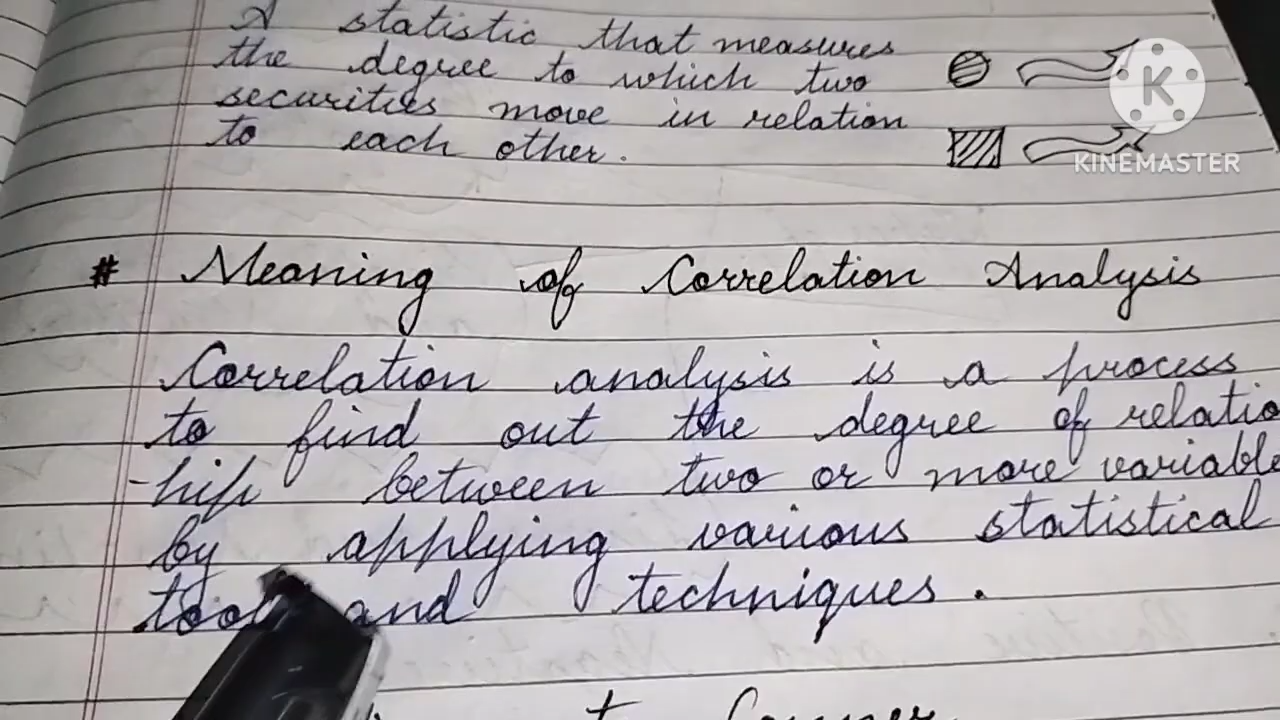 A statistic that measures
the degree to which two
securities move in relation
to each other.
K
KINEMASTER
# Meaning of Correlation Analysis
Correlation analysis is a process
to find out the degree of relatio
-hip between two or more variable
by applying various statistical
tool and techniques.